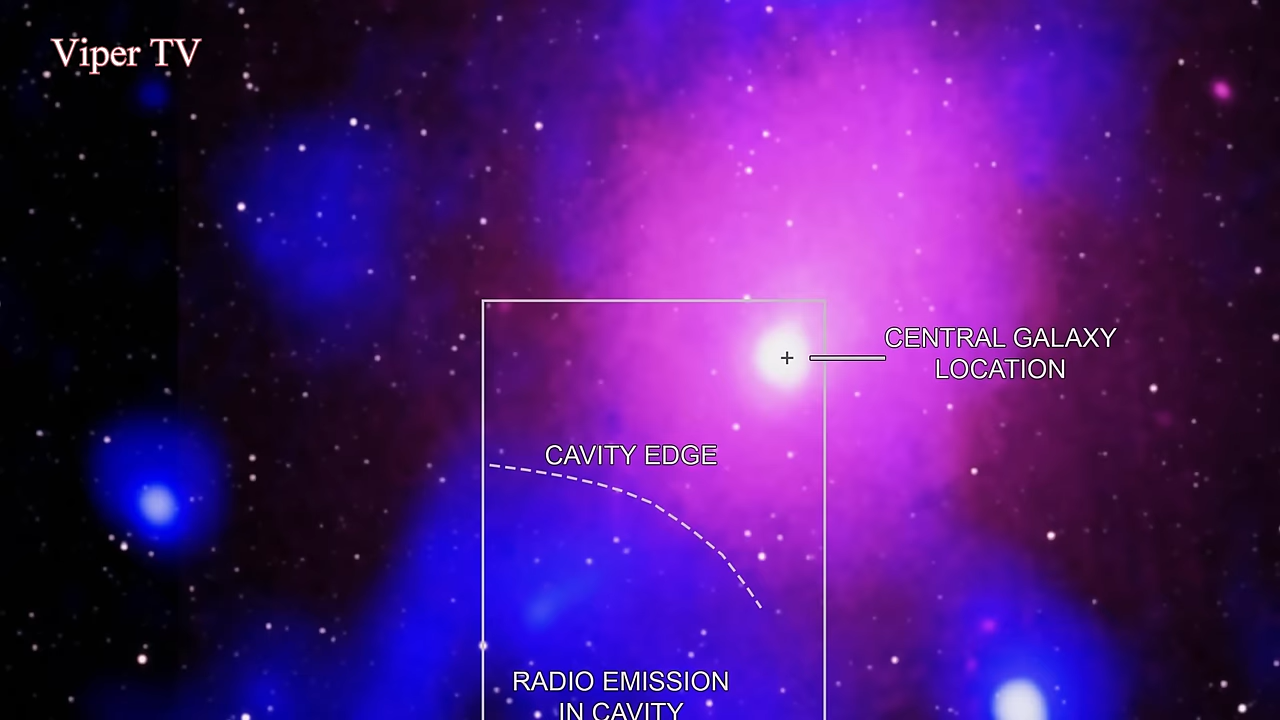 Viper TV
CENTRAL GALAXY
LOCATION
CAVITY EDGE
RADIO EMISSION
IN CAVITY